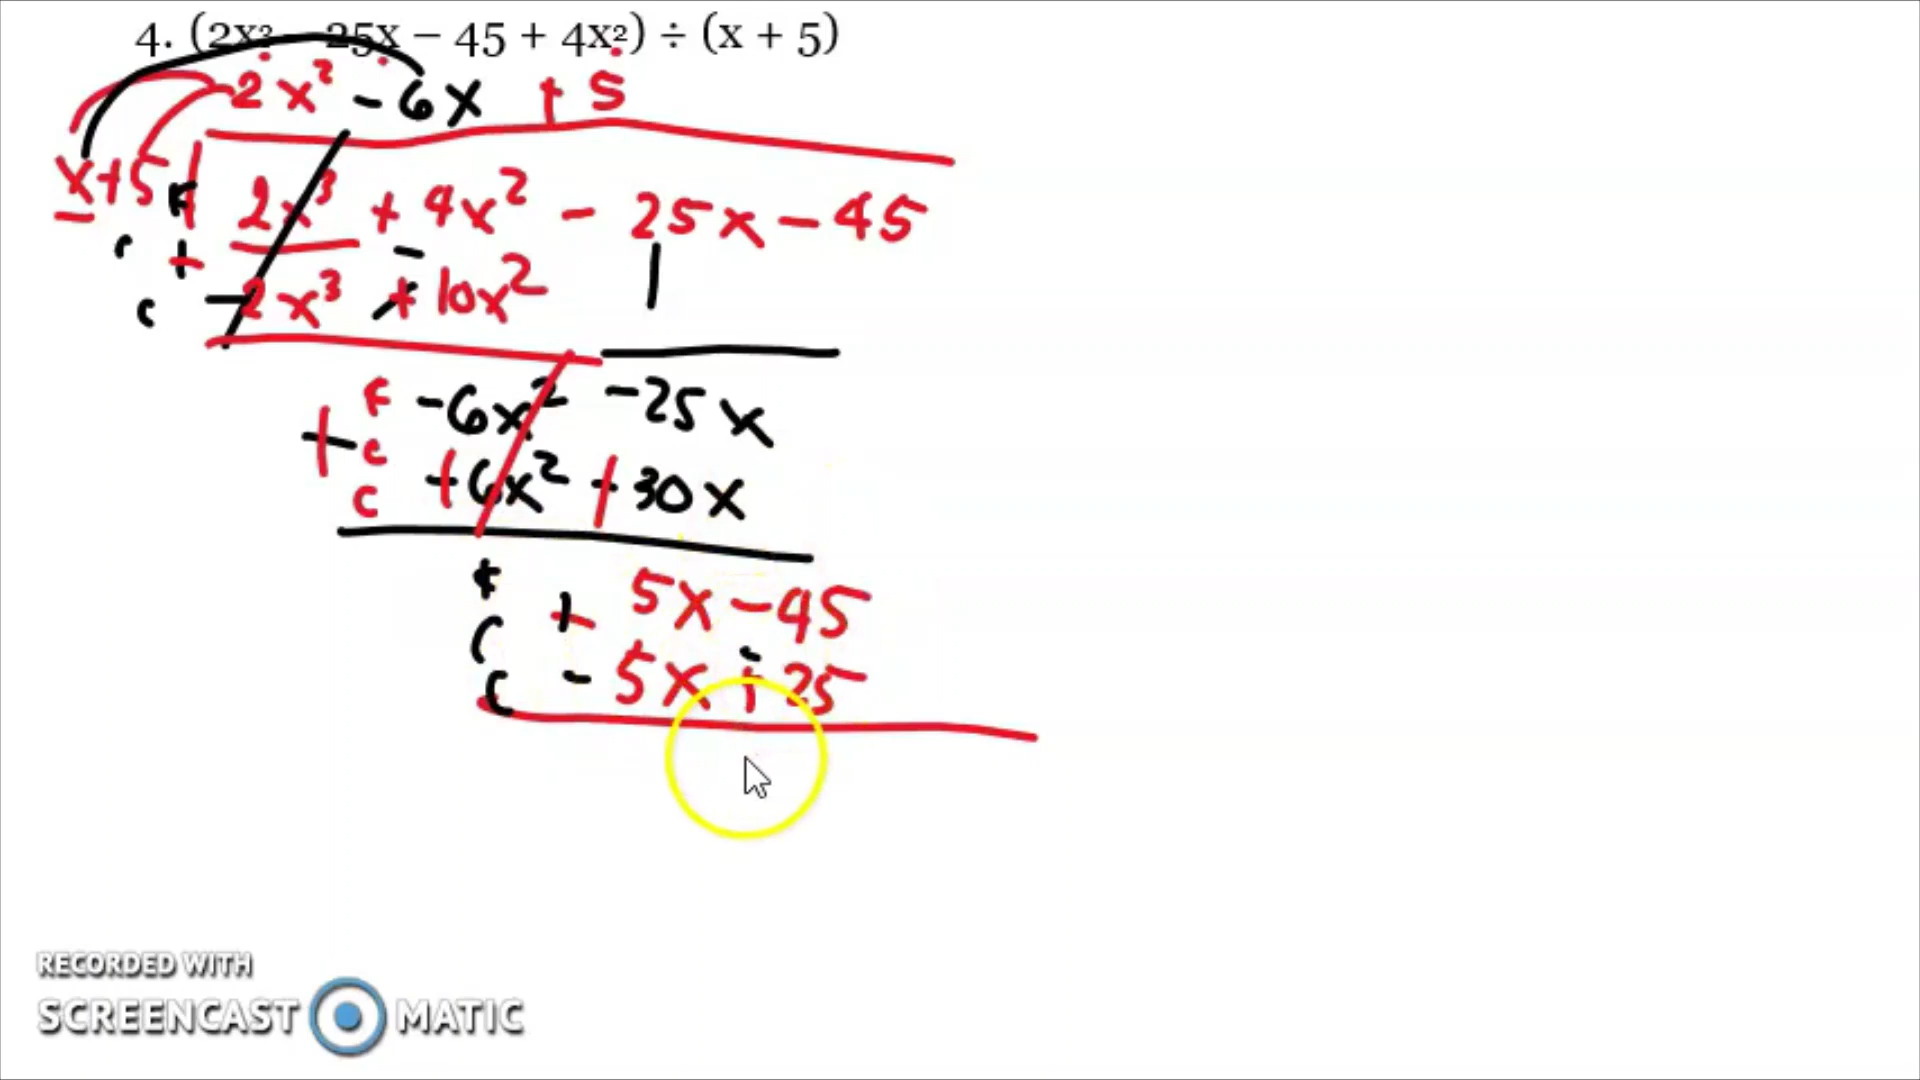 4. (2x³ – 25x – 45 + 4x²) ÷ (x + 5)
2x² - 6x + 5
x+5 2x³ + 4x² - 25x - 45
- 2x³ + 10x²
-6x² -25x
+6x² +30x
+ 5x - 45
- 5x + 25
RECORDED WITH
SCREENCAST MATIC